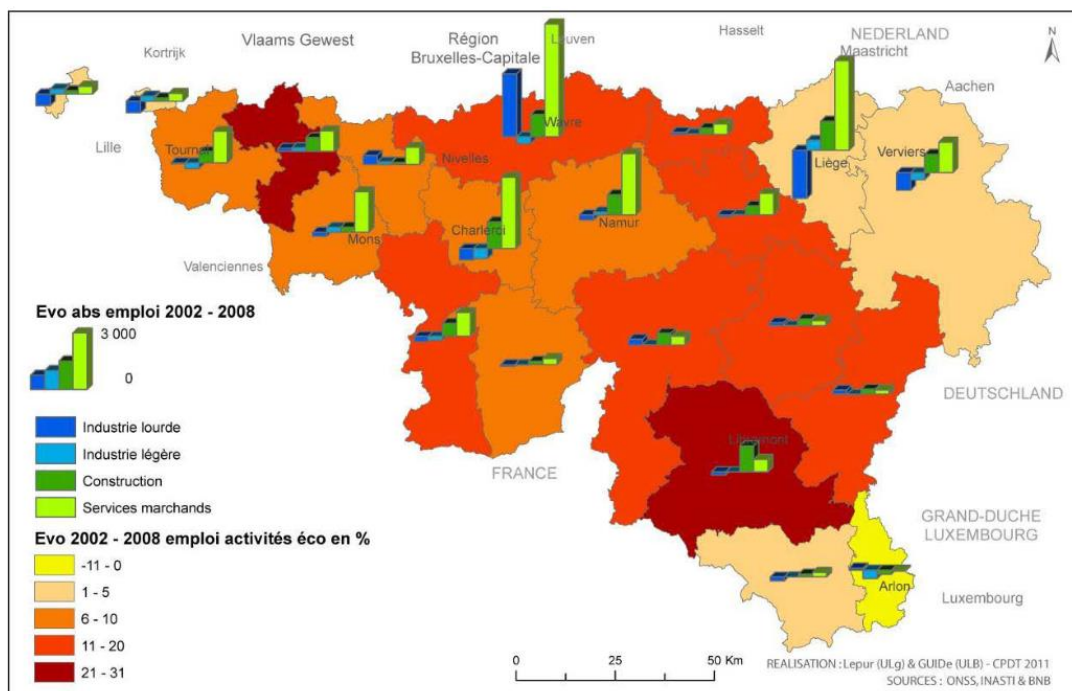 Kortrijk
Vlaams Gewest
Région
Bruxelles-Capitale
Leuven
Hasselt
NEDERLAND
Maastricht
N
Aachen
Lille
Tournai
Wavre
Nivelles
Liège
Verviers
Mons
Charleroi
Namur
Valenciennes
Evo abs emploi 2002 - 2008
3 000
0
Industrie lourde
Industrie légère
Construction
Services marchands
Evo 2002 - 2008 emploi activités éco en %
-11 - 0
1 - 5
6 - 10
11 - 20
21 - 31
DEUTSCHLAND
Libramont
FRANCE
GRAND-DUCHE
LUXEMBOURG
Arlon
Luxembourg
0 25 50 Km
REALISATION : Lepur (ULg) & GUIDe (ULB) - CPDT 2011
SOURCES : ONSS, INASTI & BNB